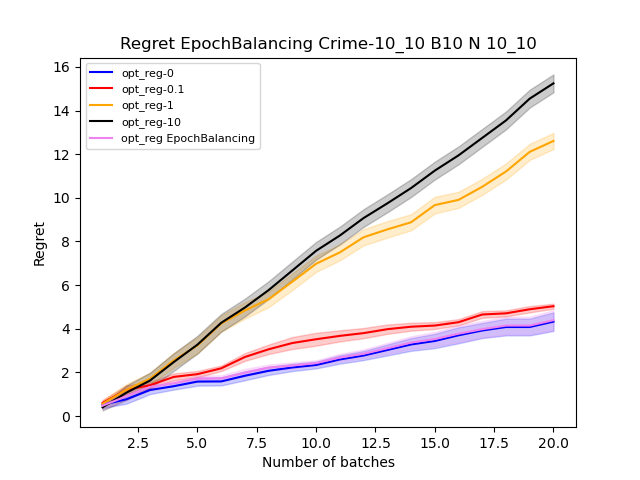 Regret EpochBalancing Crime-10_10 B10 N 10_10
opt_reg-0
opt_reg-0.1
opt_reg-1
opt_reg-10
opt_reg EpochBalancing
Regret
16
14
12
10
8
6
4
2
0
2.5 5.0 7.5 10.0 12.5 15.0 17.5 20.0
Number of batches